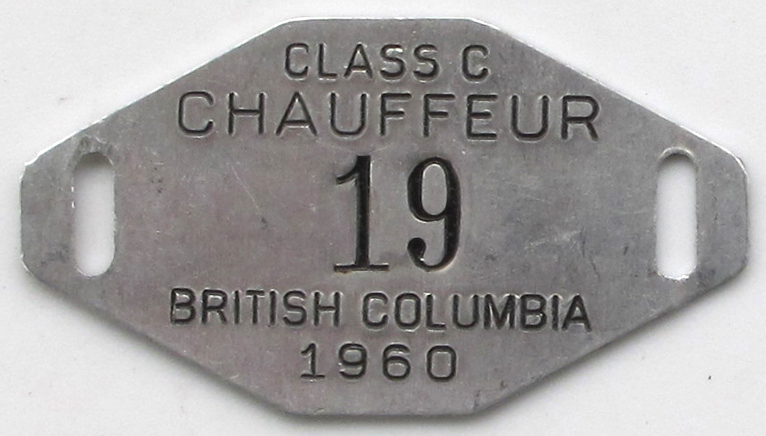 CLASS C
CHAUFFEUR
19
BRITISH COLUMBIA
1960